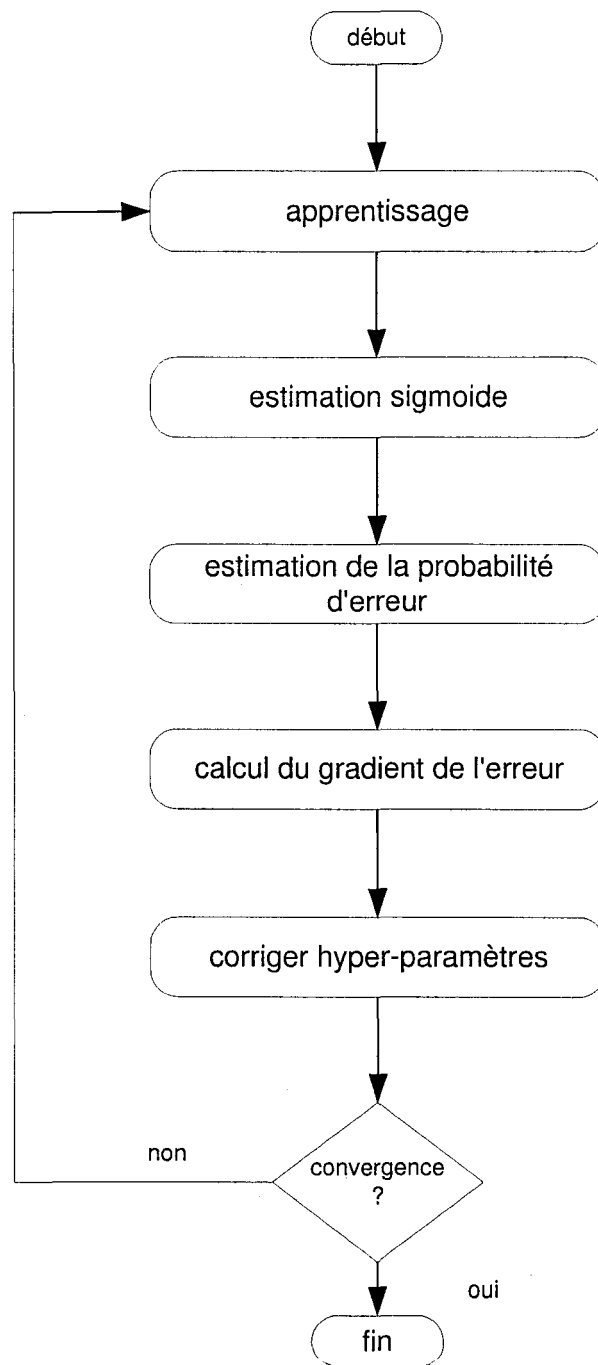 début
apprentissage
estimation sigmoide
estimation de la probabilité
d'erreur
calcul du gradient de l'erreur
corriger hyper-paramètres
convergence
?
non
oui
fin